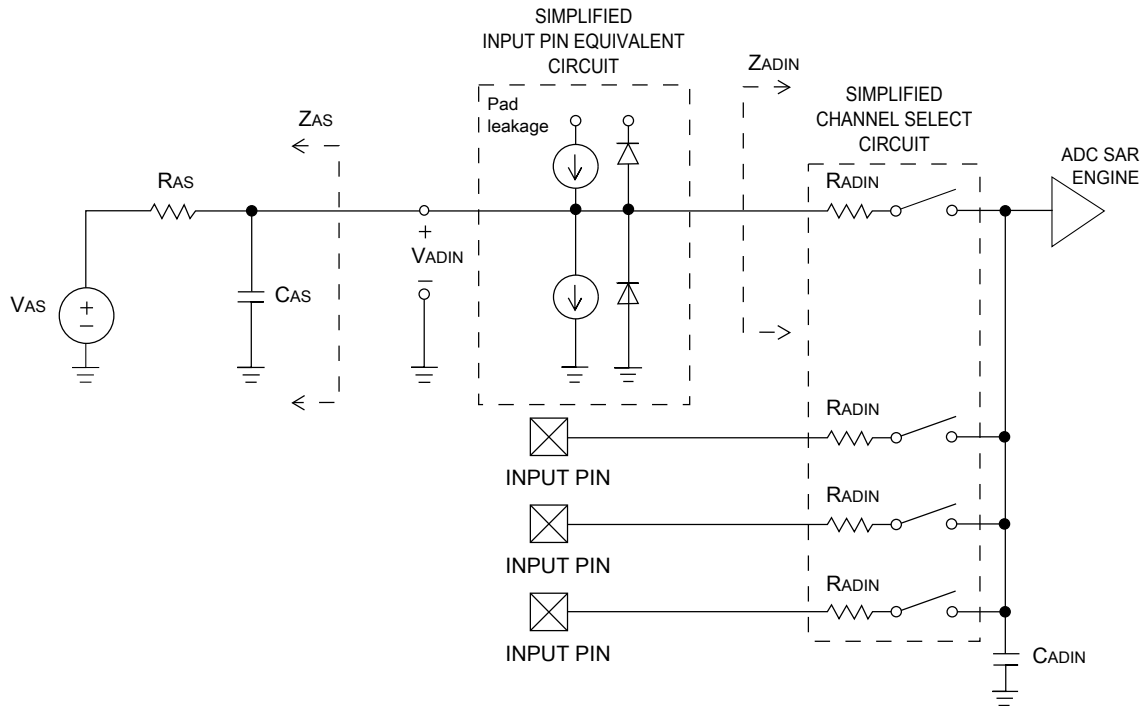 SIMPLIFIED
INPUT PIN EQUIVALENT
CIRCUIT
ZADIN
SIMPLIFIED
CHANNEL SELECT
CIRCUIT
Pad
leakage
ZAS
ADC SAR
ENGINE
RAS
RADIN
+
VADIN
–
VAS
+
–
CAS
RADIN
INPUT PIN
RADIN
INPUT PIN
RADIN
INPUT PIN
CADIN